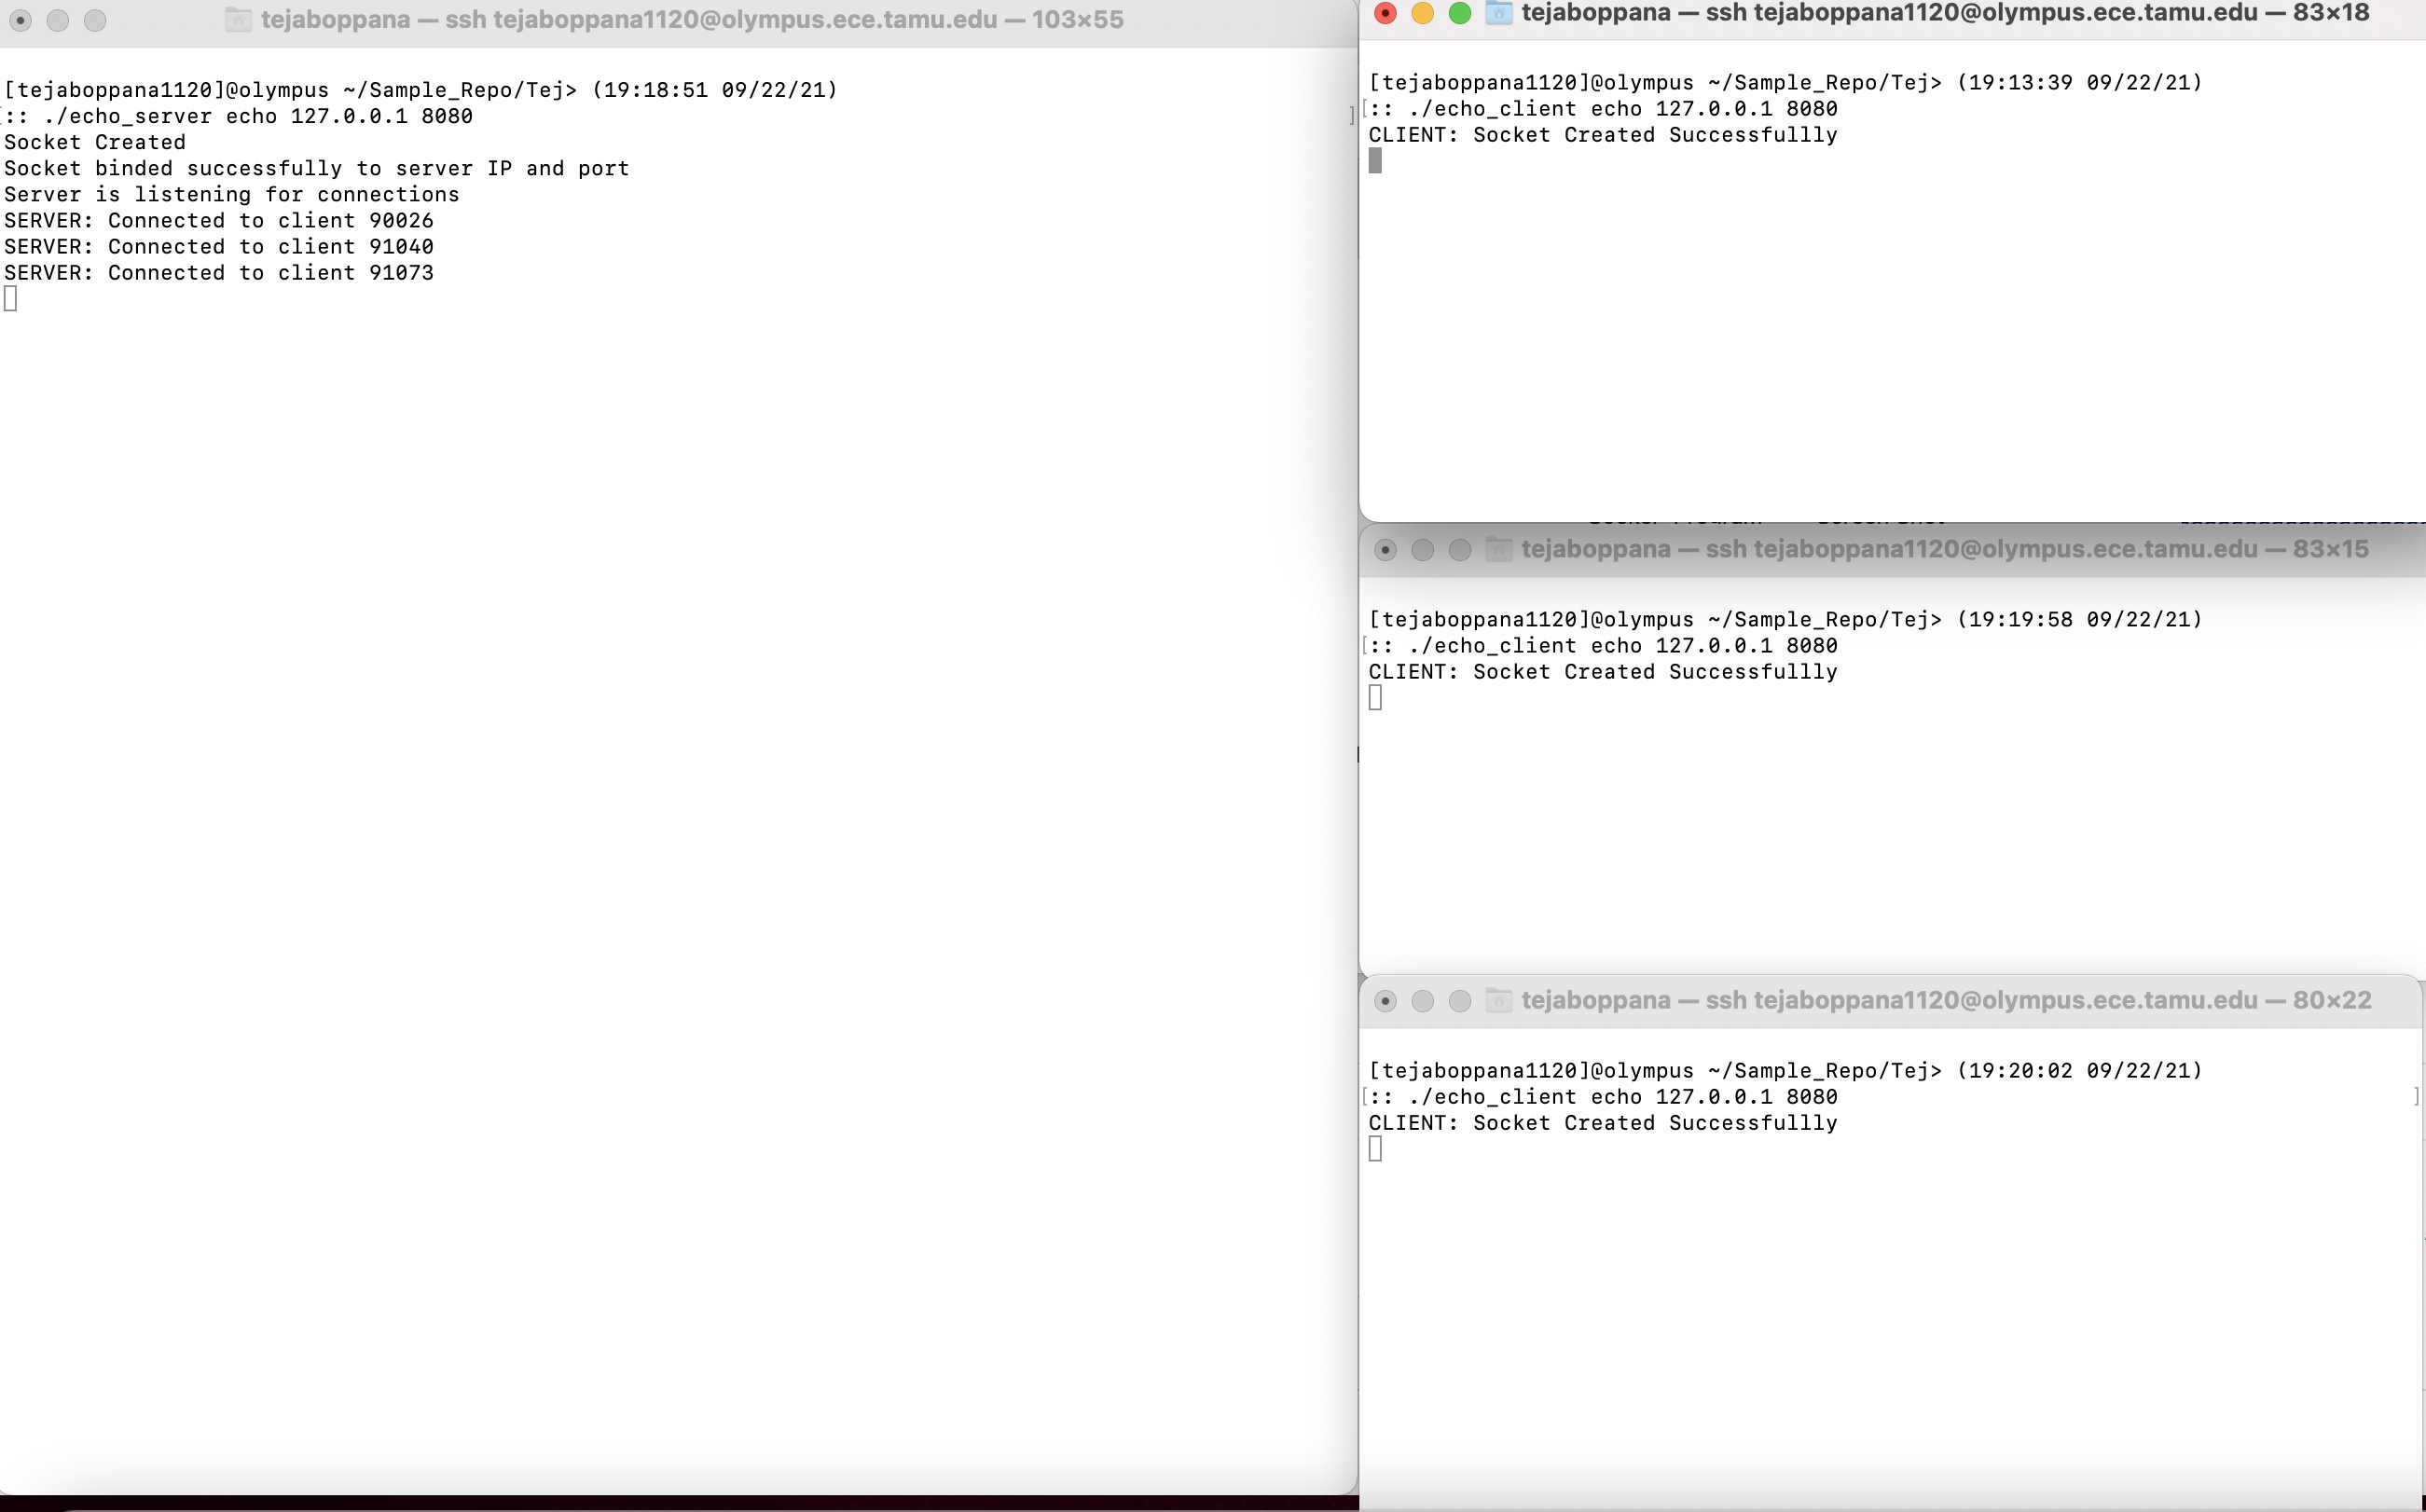 tejaboppana — ssh tejaboppana1120@olympus.ece.tamu.edu — 103×55
[tejaboppana1120]@olympus ~/Sample_Repo/Tej> (19:18:51 09/22/21)
[:: ./echo_server echo 127.0.0.1 8080 ]
Socket Created
Socket binded successfully to server IP and port
Server is listening for connections
SERVER: Connected to client 90026
SERVER: Connected to client 91040
SERVER: Connected to client 91073
tejaboppana — ssh tejaboppana1120@olympus.ece.tamu.edu — 83×18
[tejaboppana1120]@olympus ~/Sample_Repo/Tej> (19:13:39 09/22/21)
[:: ./echo_client echo 127.0.0.1 8080
CLIENT: Socket Created Successfullly
tejaboppana — ssh tejaboppana1120@olympus.ece.tamu.edu — 83×15
[tejaboppana1120]@olympus ~/Sample_Repo/Tej> (19:19:58 09/22/21)
[:: ./echo_client echo 127.0.0.1 8080
CLIENT: Socket Created Successfullly
tejaboppana — ssh tejaboppana1120@olympus.ece.tamu.edu — 80×22
[tejaboppana1120]@olympus ~/Sample_Repo/Tej> (19:20:02 09/22/21)
[:: ./echo_client echo 127.0.0.1 8080 ]
CLIENT: Socket Created Successfullly